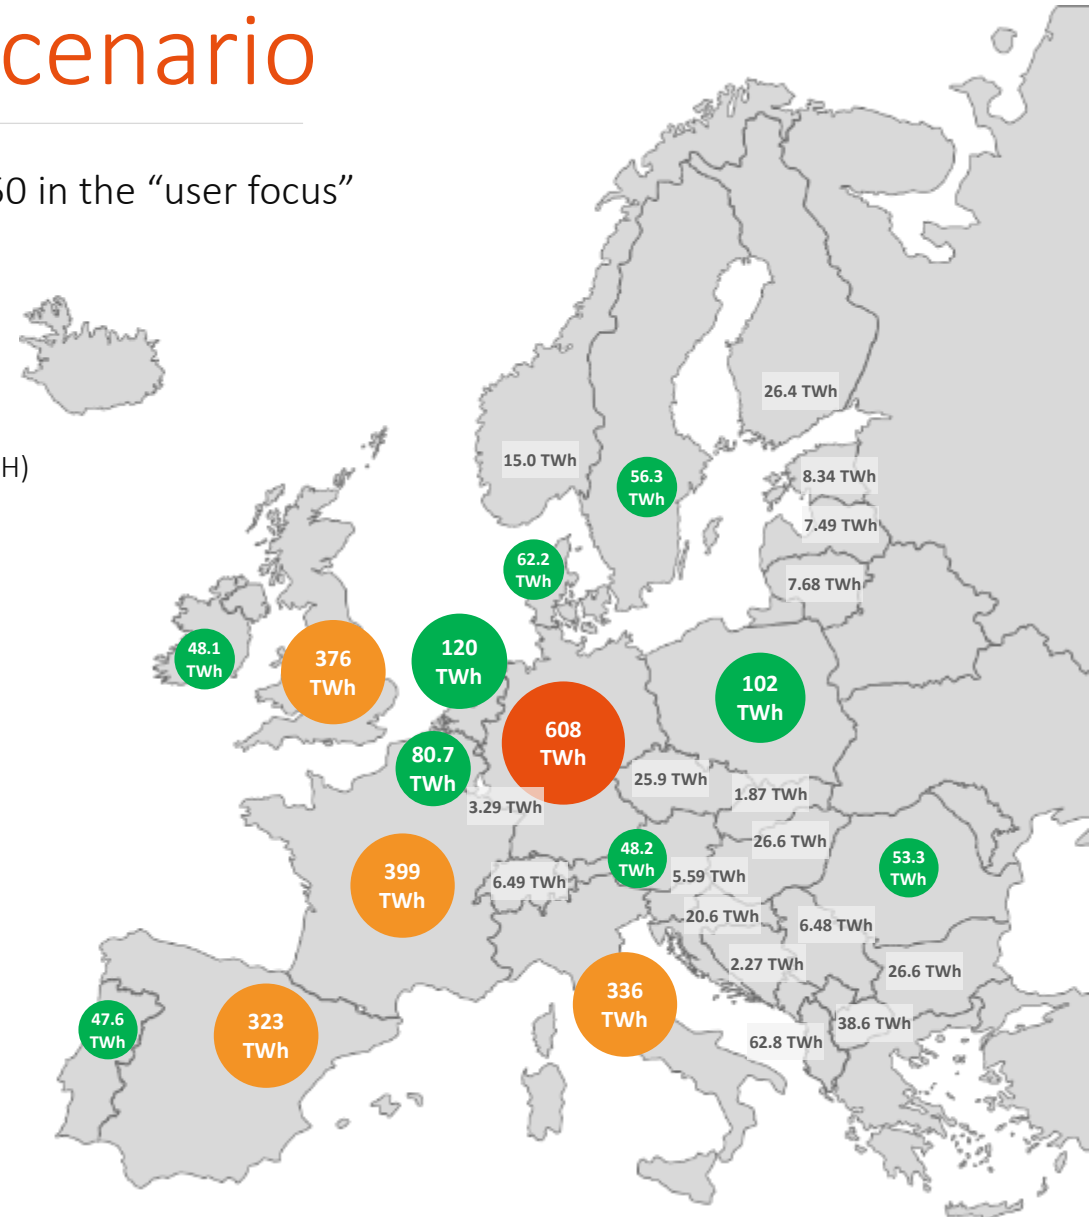 cenario
50 in the “user focus”
H)
26.4 TWh
15.0 TWh
56.3
TWh
8.34 TWh
7.49 TWh
62.2
TWh
7.68 TWh
48.1
TWh
376
TWh
120
TWh
102
TWh
608
TWh
80.7
TWh
25.9 TWh
1.87 TWh
3.29 TWh
26.6 TWh
48.2
TWh
53.3
TWh
399
TWh
6.49 TWh
5.59 TWh
20.6 TWh
6.48 TWh
2.27 TWh
26.6 TWh
336
TWh
47.6
TWh
323
TWh
38.6 TWh
62.8 TWh